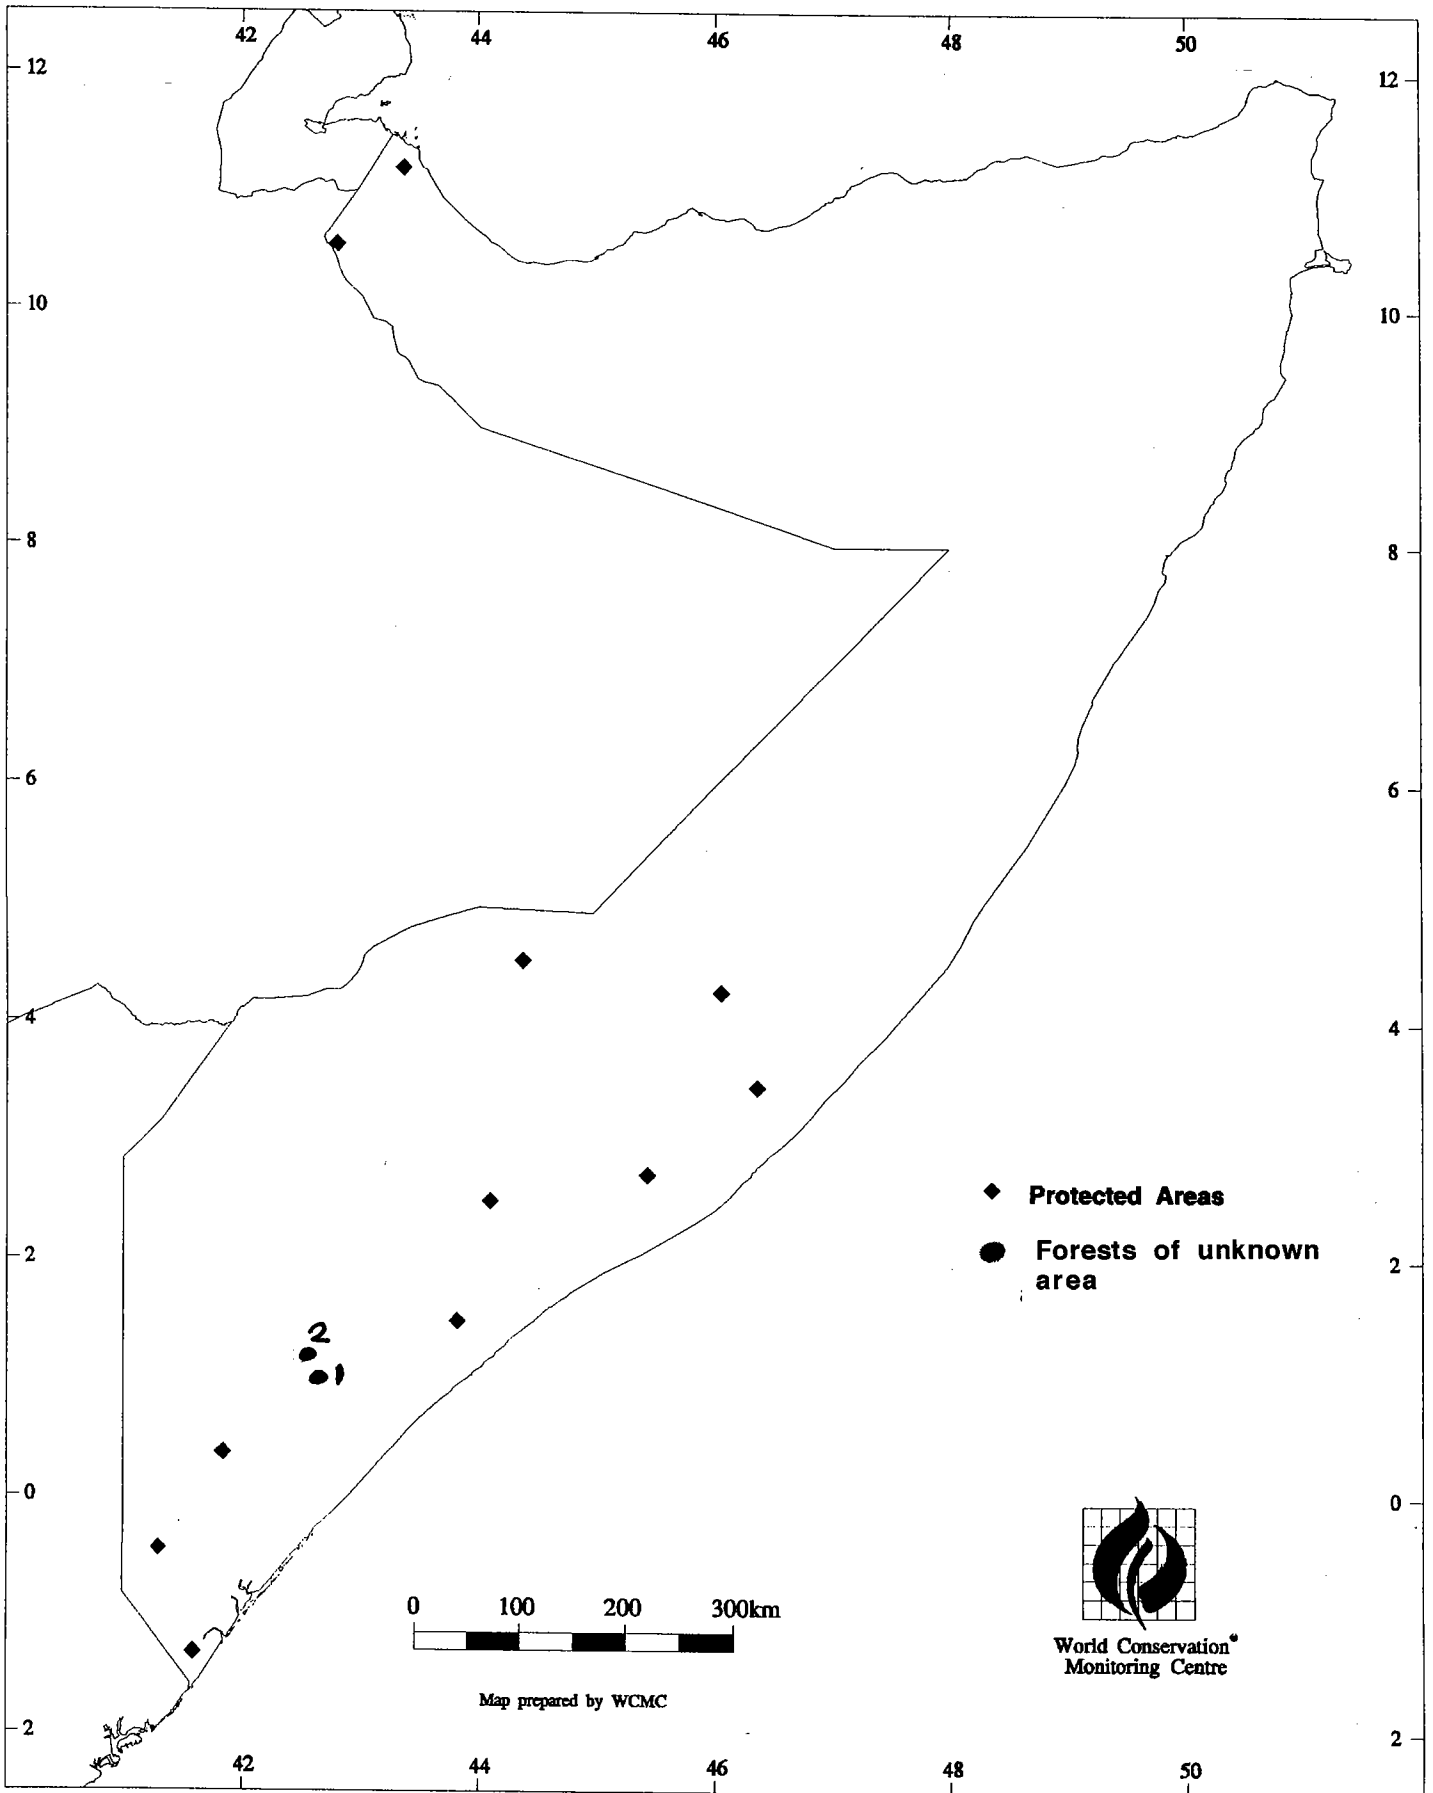 42 44 46 48 50
12 12
10 10
8 8
6 6
4 4
Protected Areas
Forests of unknown
area
2 2
2
1
0 0
0 100 200 300km
World Conservation
Monitoring Centre
Map prepared by WCMC
2 2
42 44 46 48 50